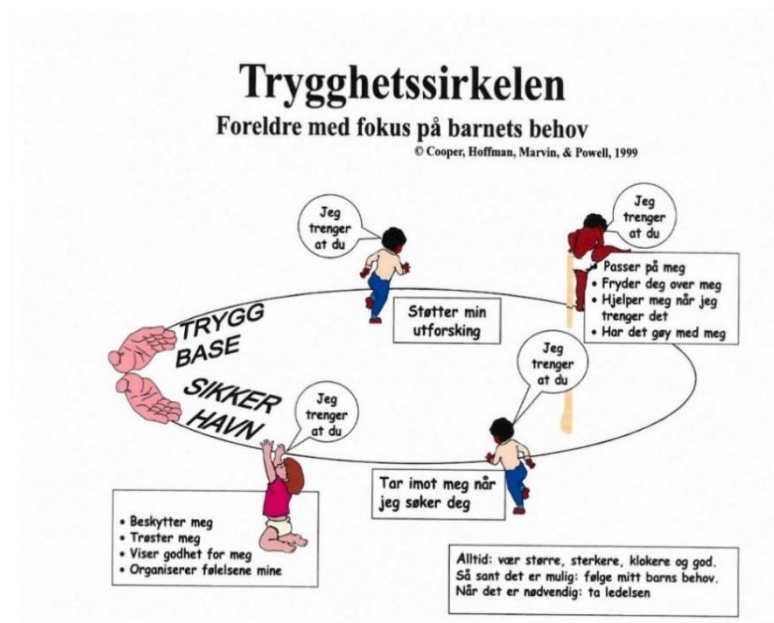 Trygghetssirkelen
Foreldre med fokus på barnets behov
© Cooper, Hoffman, Marvin, & Powell, 1999
Jeg
trenger
at du
Støtter min
utforsking
Jeg
trenger
at du
• Passer på meg
• Fryder deg over meg
• Hjelper meg når jeg
trenger det
• Har det gøy med meg
TRYGG
BASE
SIKKER
HAVN
Jeg
trenger
at du
Tar imot meg når
jeg søker deg
Jeg
trenger
at du
• Beskytter meg
• Trøster meg
• Viser godhet for meg
• Organiserer følelsene mine
Alltid: vær større, sterkere, klokere og god.
Så sant det er mulig: følge mitt barns behov.
Når det er nødvendig: ta ledelsen